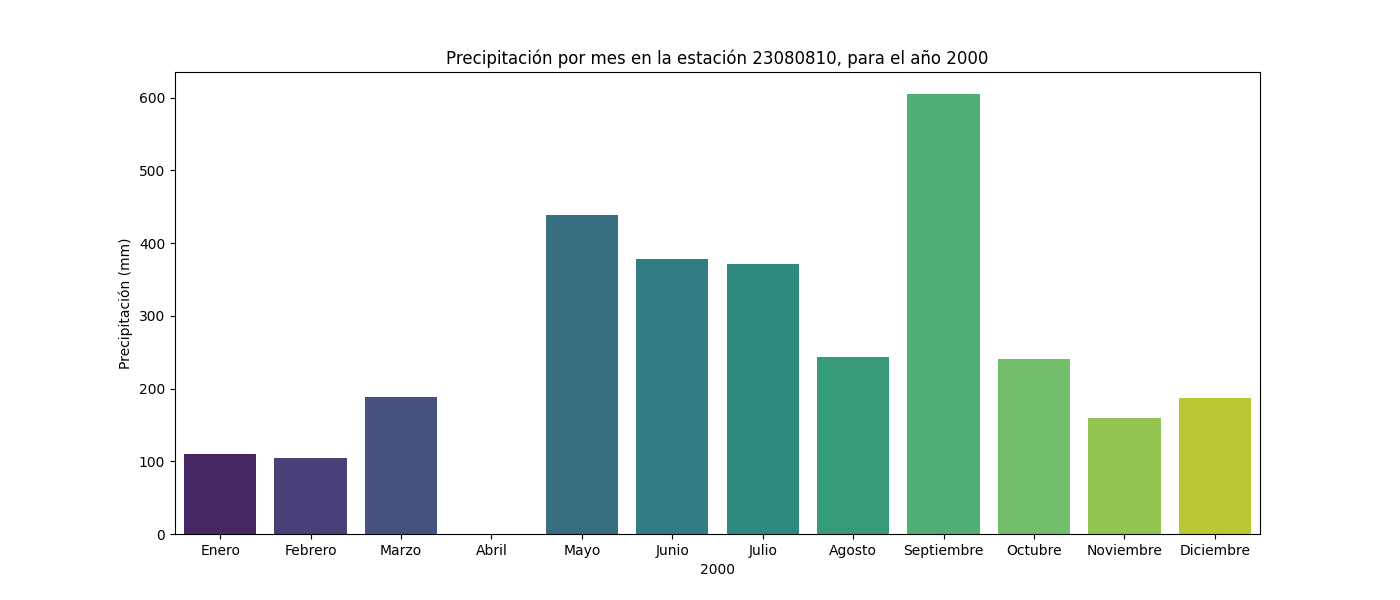 Precipitación por mes en la estación 23080810, para el año 2000
Precipitación (mm)
600
500
400
300
200
100
0
Enero Febrero Marzo Abril Mayo Junio Julio Agosto Septiembre Octubre Noviembre Diciembre
2000